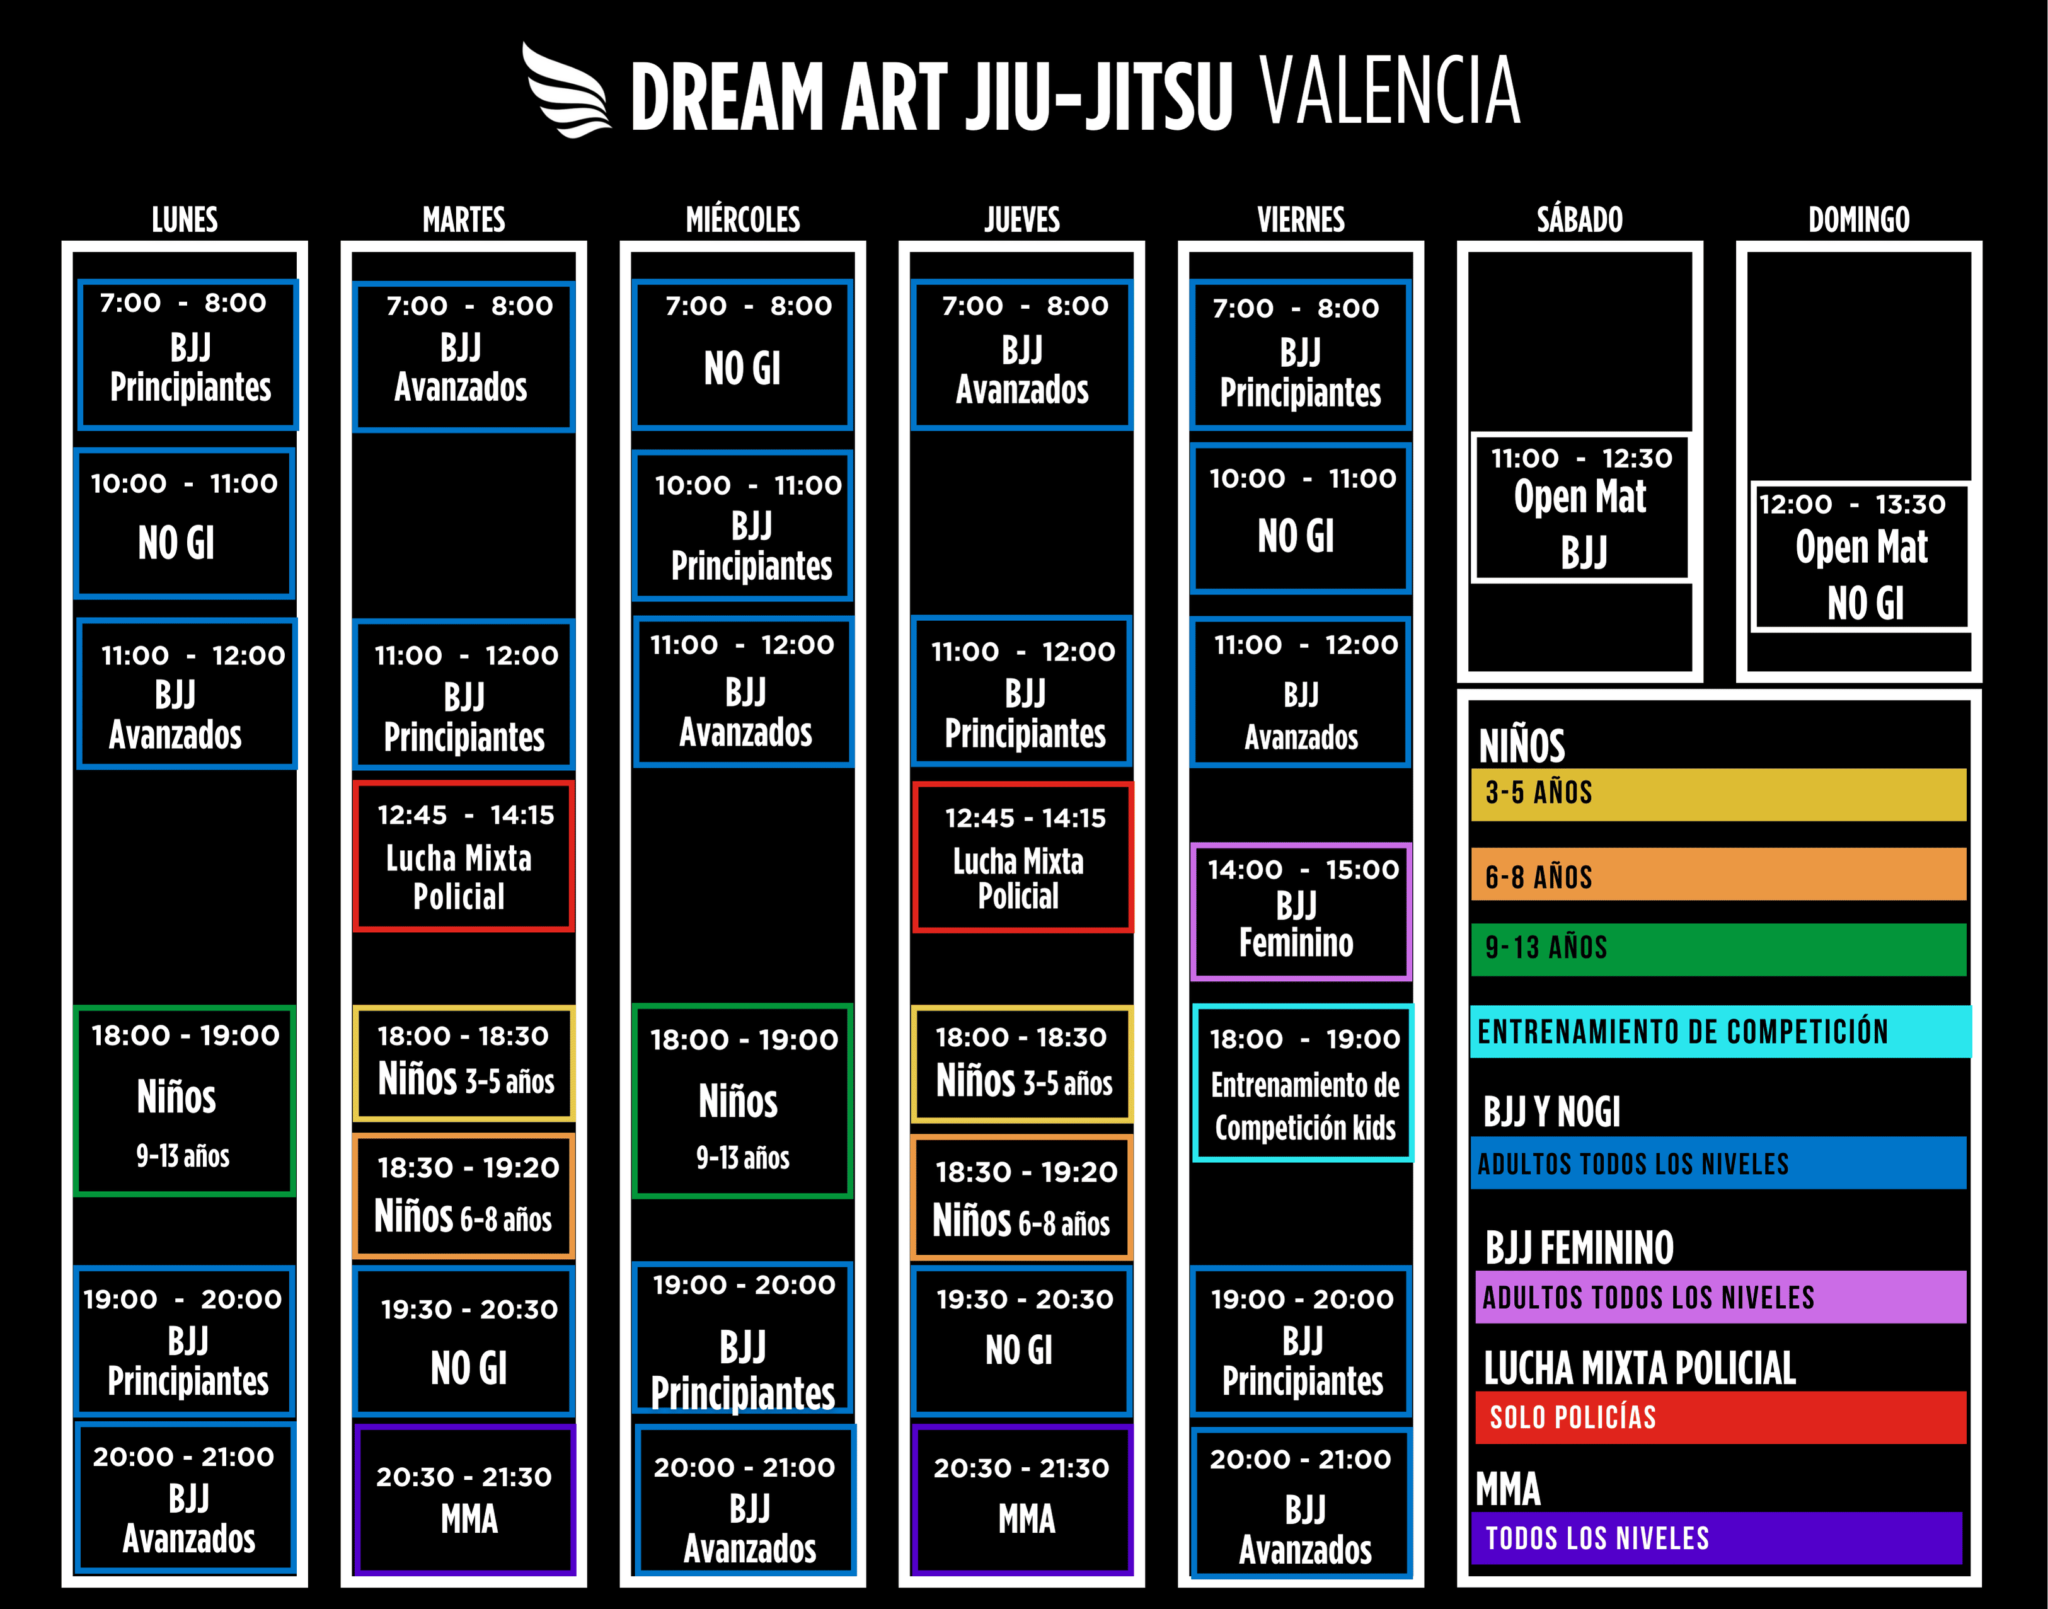 DREAM ART JIU-JITSU VALENCIA
LUNES
7:00 - 8:00
BJJ
Principiantes
10:00 - 11:00
NO GI
11:00 - 12:00
BJJ
Avanzados
18:00 - 19:00
Niños
9-13 años
19:00 - 20:00
BJJ
Principiantes
20:00 - 21:00
BJJ
Avanzados
MARTES
7:00 - 8:00
BJJ
Avanzados
11:00 - 12:00
BJJ
Principiantes
12:45 - 14:15
Lucha Mixta
Policial
18:00 - 18:30
Niños 3-5 años
18:30 - 19:20
Niños 6-8 años
19:30 - 20:30
NO GI
20:30 - 21:30
MMA
MIÉRCOLES
7:00 - 8:00
NO GI
10:00 - 11:00
BJJ
Principiantes
11:00 - 12:00
BJJ
Avanzados
18:00 - 19:00
Niños
9-13 años
19:00 - 20:00
BJJ
Principiantes
20:00 - 21:00
BJJ
Avanzados
JUEVES
7:00 - 8:00
BJJ
Avanzados
11:00 - 12:00
BJJ
Principiantes
12:45 - 14:15
Lucha Mixta
Policial
18:00 - 18:30
Niños 3-5 años
18:30 - 19:20
Niños 6-8 años
19:30 - 20:30
NO GI
20:30 - 21:30
MMA
VIERNES
7:00 - 8:00
BJJ
Principiantes
10:00 - 11:00
NO GI
11:00 - 12:00
BJJ
Avanzados
14:00 - 15:00
BJJ
Feminino
18:00 - 19:00
Entrenamiento de
Competición kids
19:00 - 20:00
BJJ
Principiantes
20:00 - 21:00
BJJ
Avanzados
SÁBADO
11:00 - 12:30
Open Mat
BJJ
DOMINGO
12:00 - 13:30
Open Mat
NO GI
NIÑOS
3-5 AÑOS
6-8 AÑOS
9-13 AÑOS
ENTRENAMIENTO DE COMPETICIÓN
BJJ Y NOGI
ADULTOS TODOS LOS NIVELES
BJJ FEMININO
ADULTOS TODOS LOS NIVELES
LUCHA MIXTA POLICIAL
SOLO POLICÍAS
MMA
TODOS LOS NIVELES